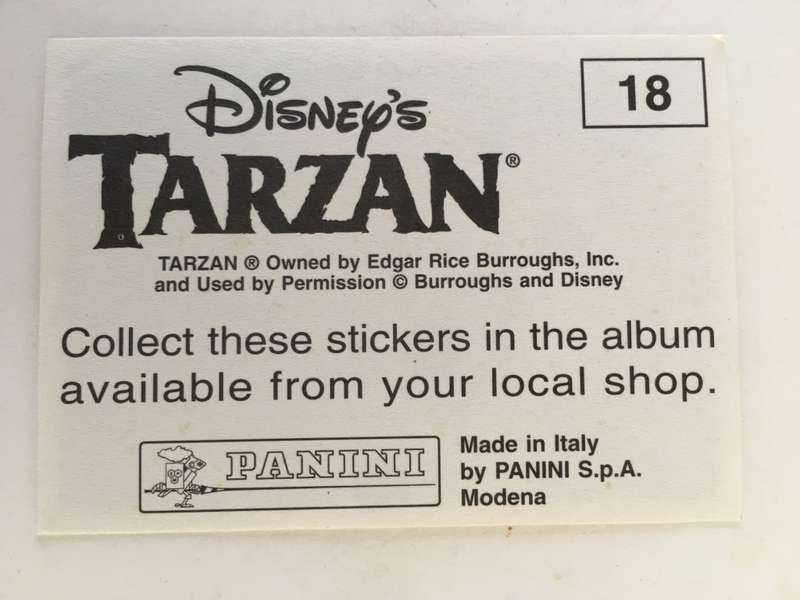 Disney's
18
TARZAN®
TARZAN ® Owned by Edgar Rice Burroughs, Inc.
and Used by Permission © Burroughs and Disney
Collect these stickers in the album
available from your local shop.
PANINI
Made in Italy
by PANINI S.p.A.
Modena